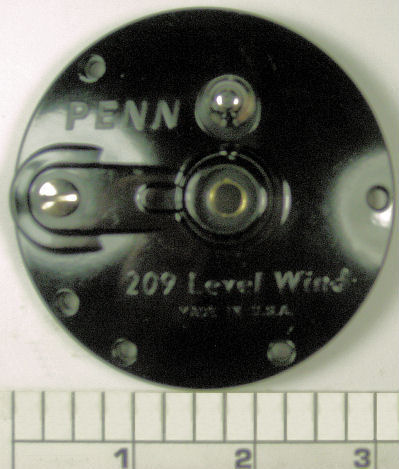 PENN
209 Level Wind
MADE IN U.S.A.
1 2 3